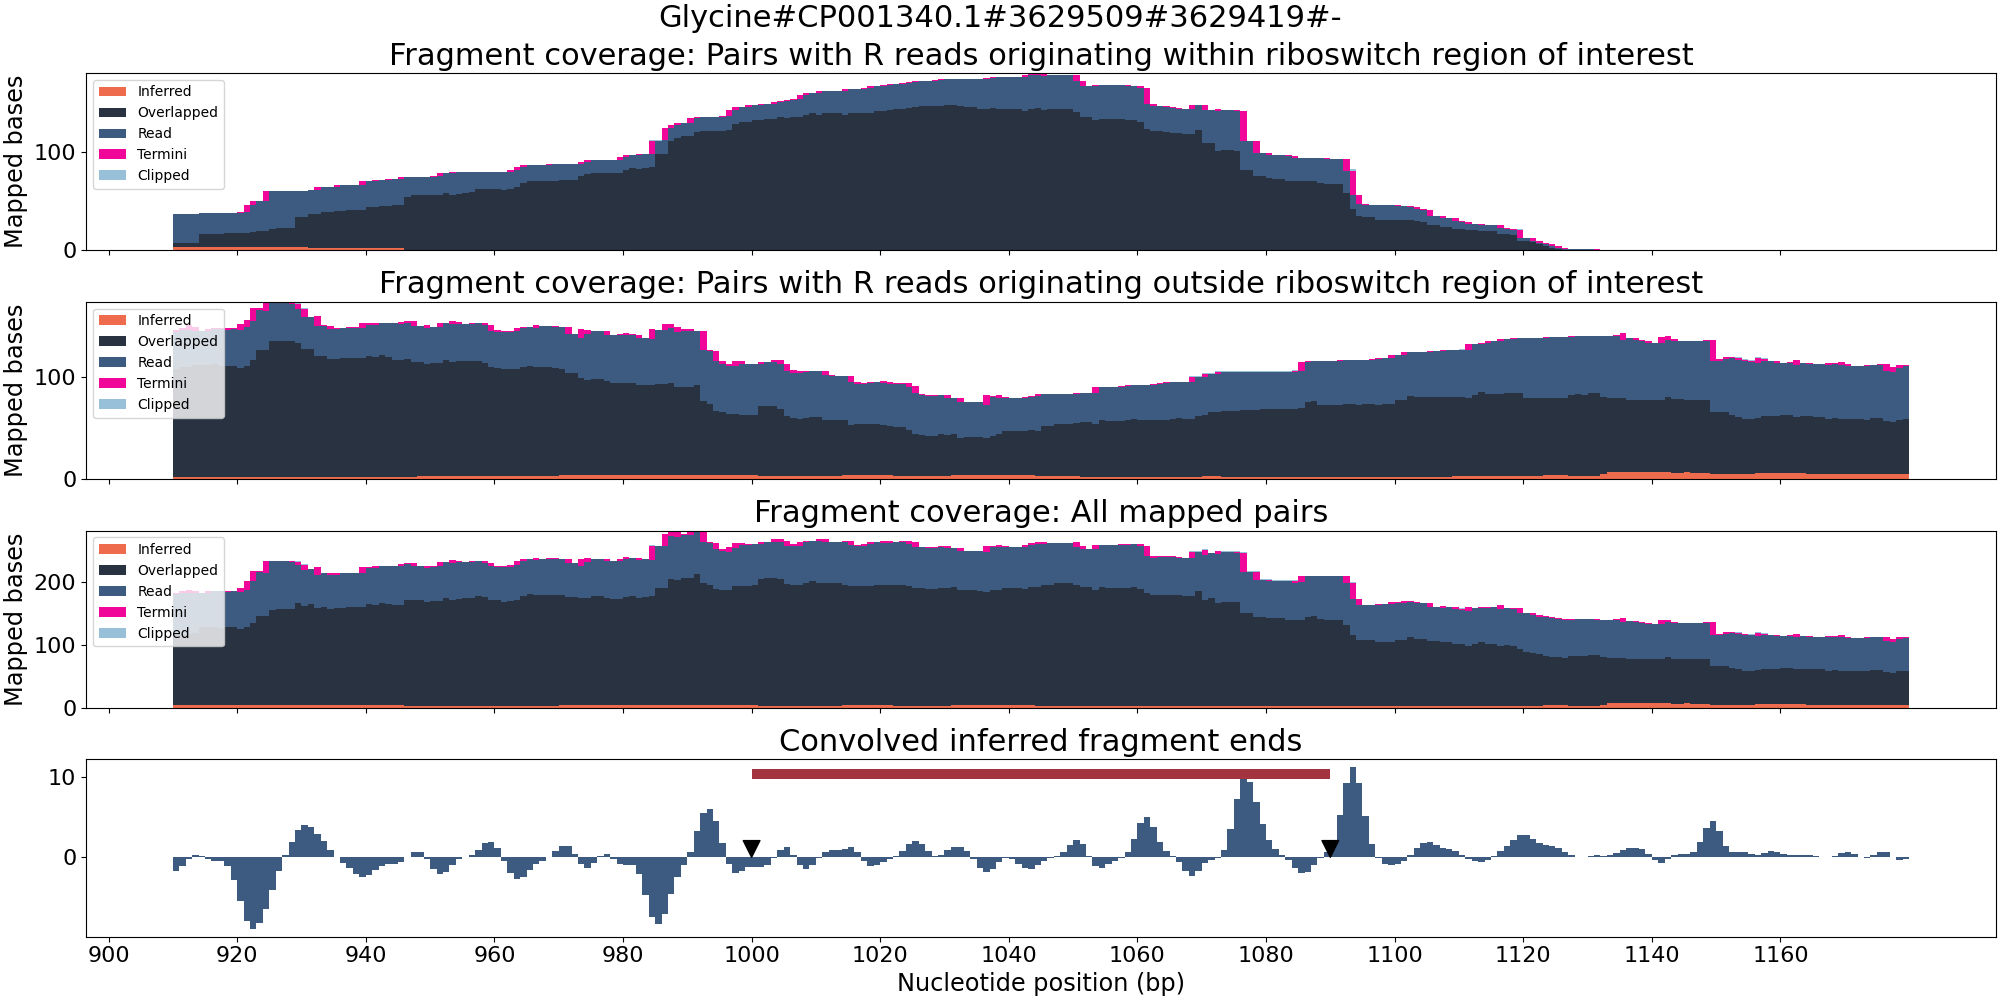 Glycine#CP001340.1#3629509#3629419#-
Fragment coverage: Pairs with R reads originating within riboswitch region of interest
Mapped bases
100
0
Inferred
Overlapped
Read
Termini
Clipped
Fragment coverage: Pairs with R reads originating outside riboswitch region of interest
Mapped bases
100
0
Inferred
Overlapped
Read
Termini
Clipped
Fragment coverage: All mapped pairs
Mapped bases
200
100
0
Inferred
Overlapped
Read
Termini
Clipped
Convolved inferred fragment ends
10
0
900 920 940 960 980 1000 1020 1040 1060 1080 1100 1120 1140 1160
Nucleotide position (bp)